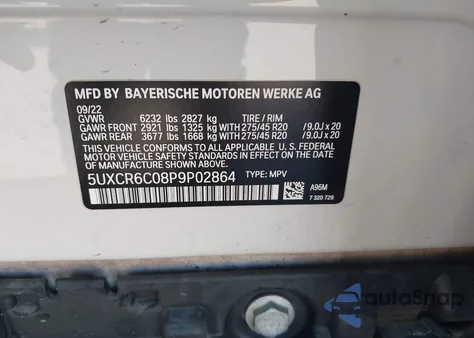 MFD BY BAYERISCHE MOTOREN WERKE AG
09/22
GVWR 6232 lbs 2827 kg TIRE / RIM
GAWR FRONT 2921 lbs 1325 kg WITH 275/45 R20 /9.0J x 20
GAWR REAR 3677 lbs 1668 kg WITH 275/45 R20 /9.0J x 20
THIS VEHICLE CONFORMS TO ALL APPLICABLE U.S.
FEDERAL MOTOR VEHICLE SAFETY STANDARDS IN
EFFECT ON THE DATE OF MANUFACTURE SHOWN ABOVE.
5UXCR6C08P9P02864 TYPE: MPV
A96M
7 320 729
autoSnap